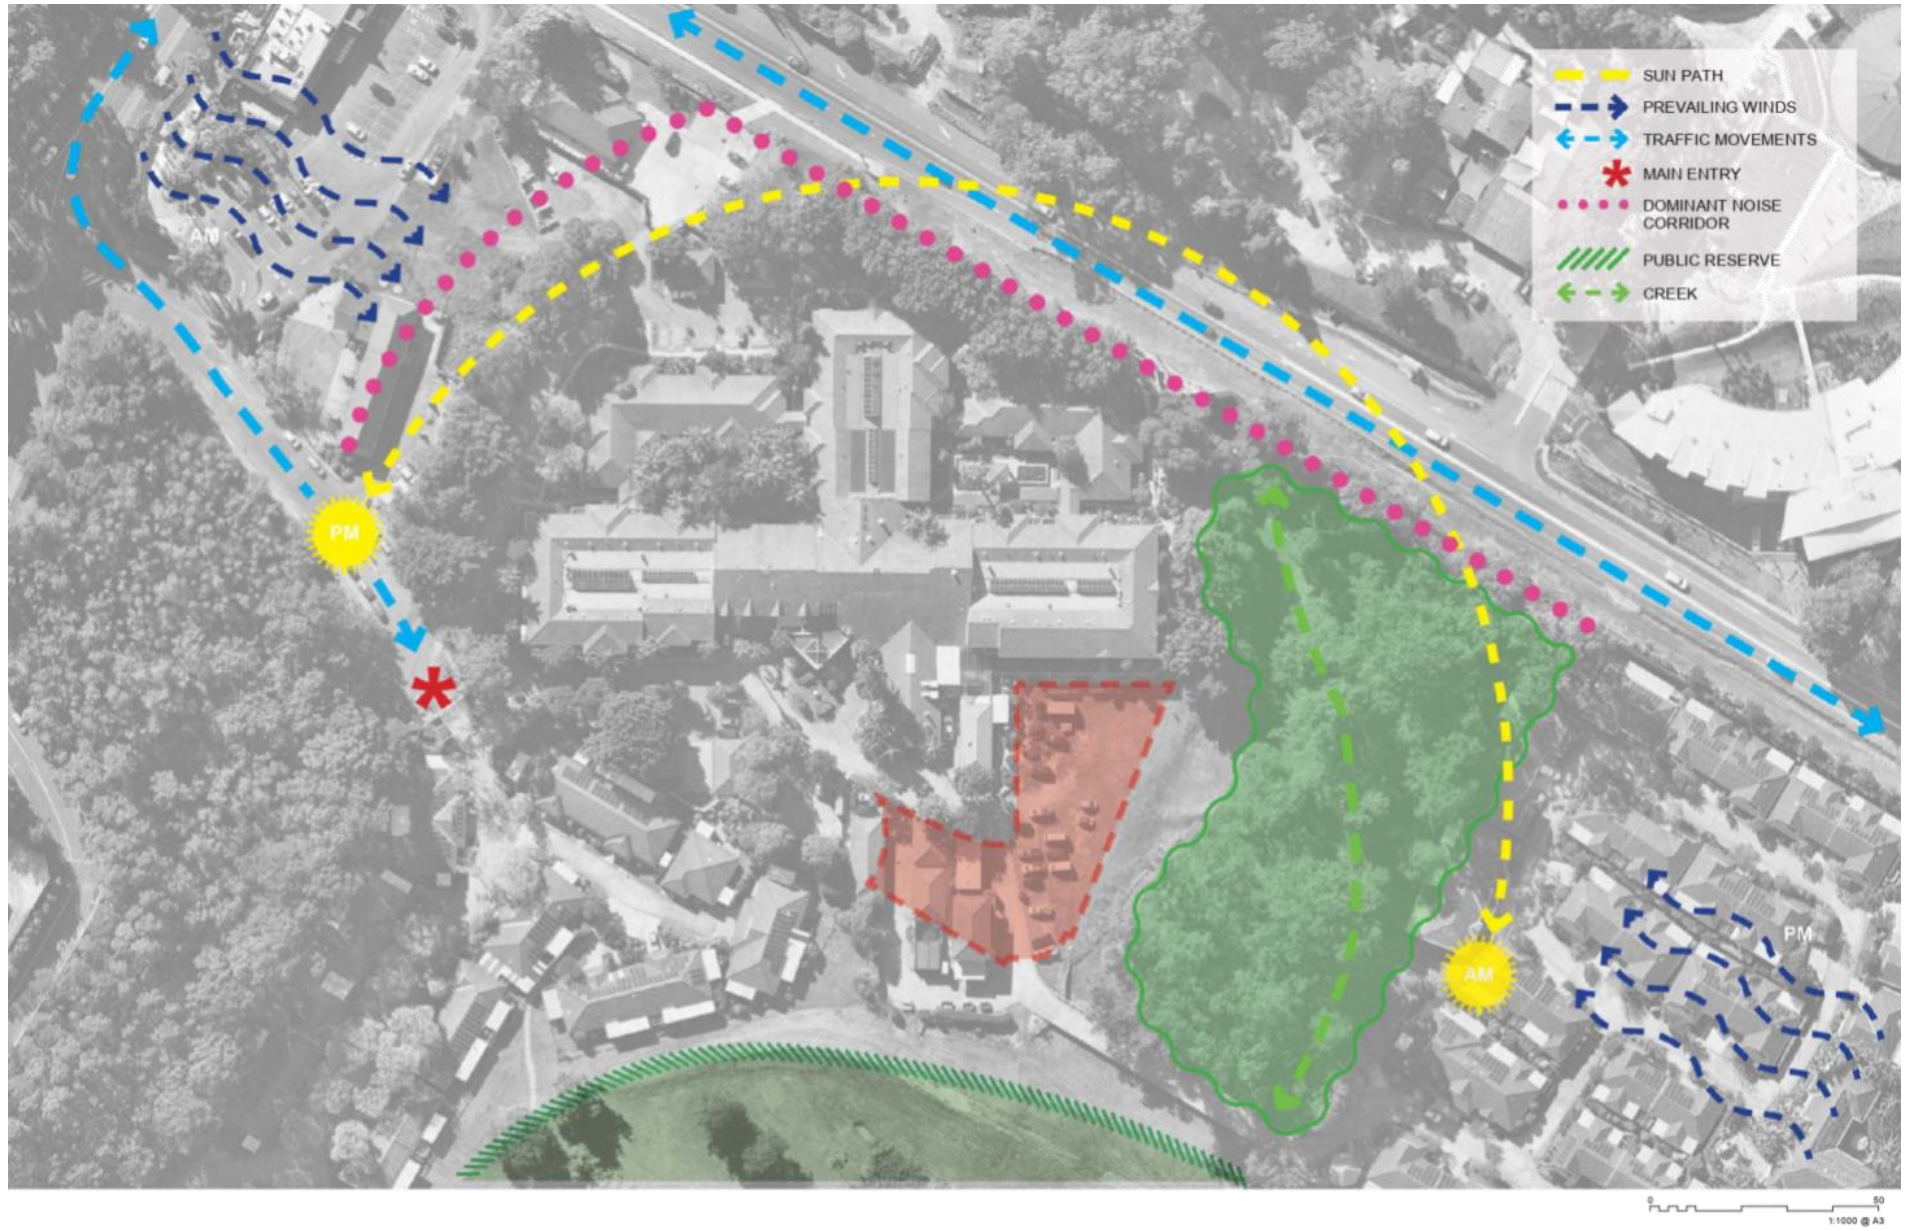 SUN PATH
PREVAILING WINDS
TRAFFIC MOVEMENTS
MAIN ENTRY
DOMINANT NOISE
CORRIDOR
PUBLIC RESERVE
CREEK
AM
PM
PM
AM
0 50
1:1000 @ A3